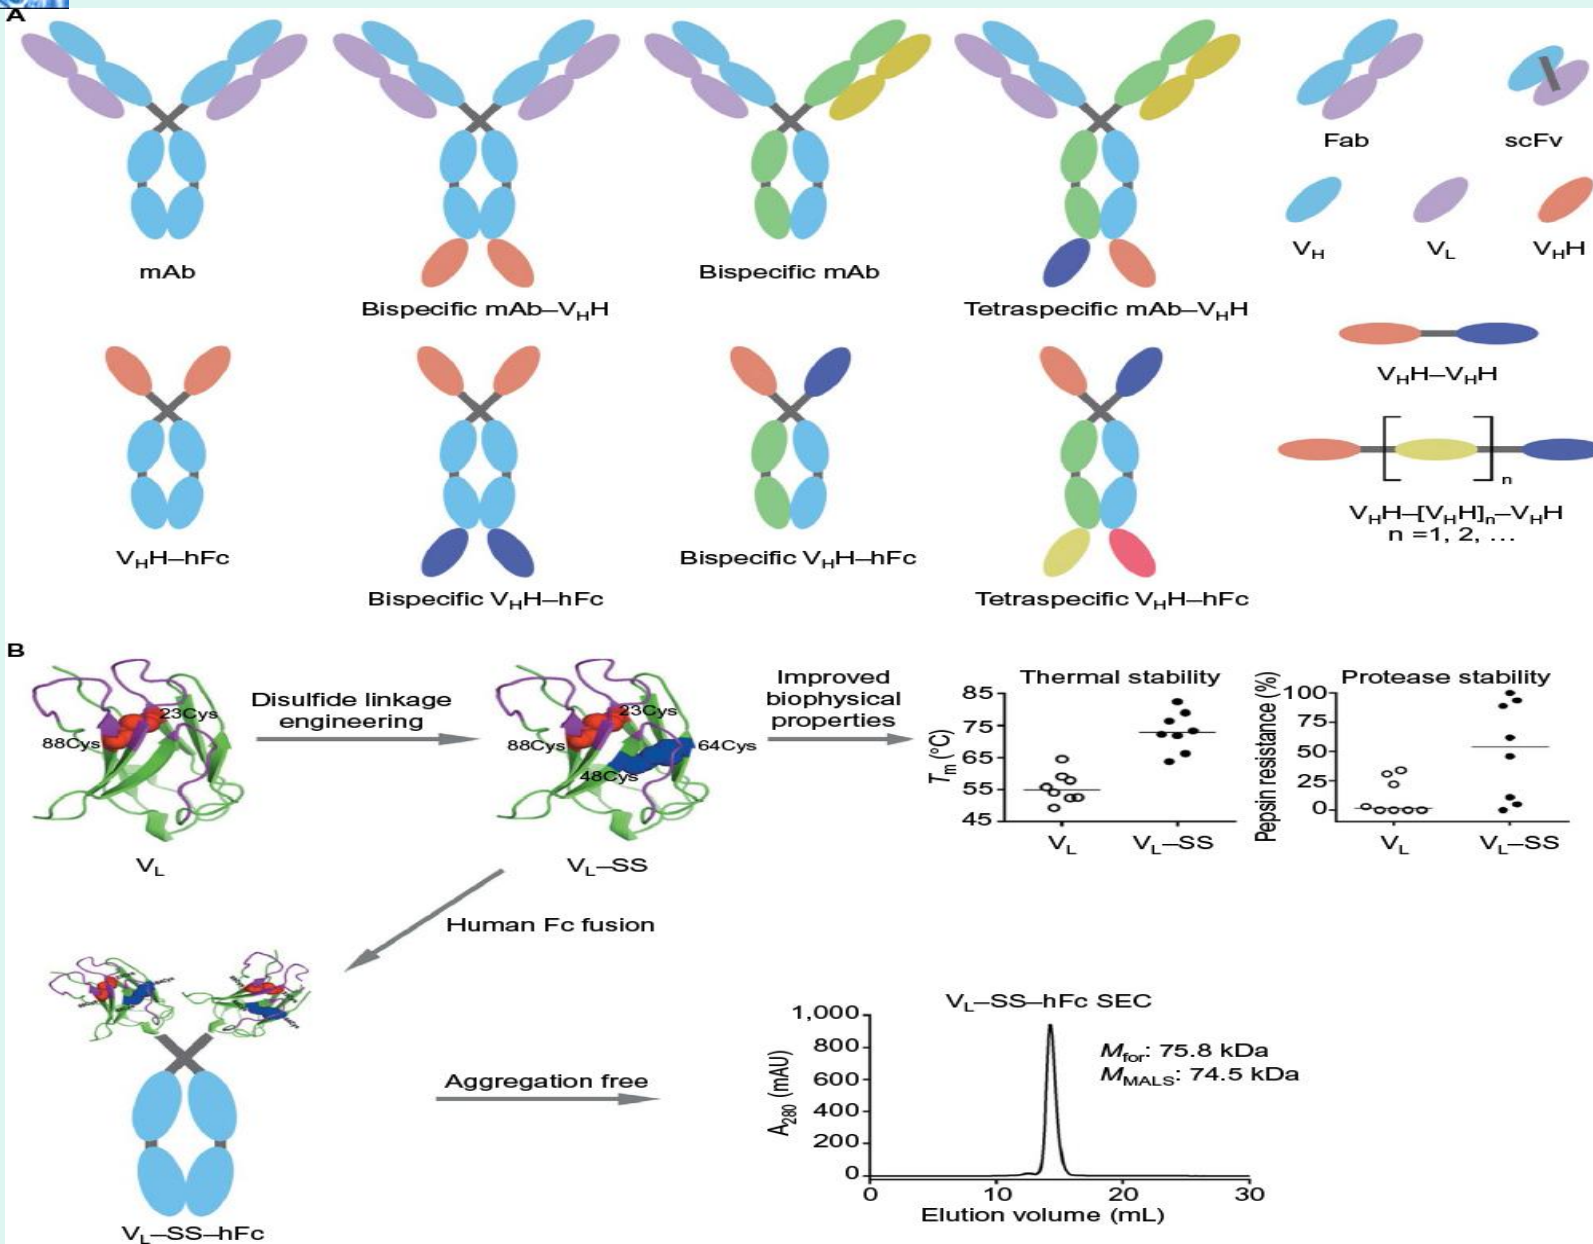 A
mAb
Bispecific mAb–VHH
Bispecific mAb
Tetraspecific mAb–VHH
Fab
scFv
VH
VL
VHH
VHH–VHH
n
VHH–[VHH]n–VHH
n =1, 2, …
VHH–hFc
Bispecific VHH–hFc
Bispecific VHH–hFc
Tetraspecific VHH–hFc
B
23Cys
88Cys
VL
Disulfide linkage
engineering
23Cys
88Cys
64Cys
48Cys
VL–SS
Improved
biophysical
properties
Thermal stability
85
75
65
55
45
Tm (°C)
VL
VL–SS
Protease stability
100
75
50
25
0
Pepsin resistance (%)
VL
VL–SS
Human Fc fusion
VL–SS–hFc
Aggregation free
VL–SS–hFc SEC
1,000
800
600
400
200
0
A280 (mAU)
Mfor: 75.8 kDa
MMALS: 74.5 kDa
0 10 20 30
Elution volume (mL)